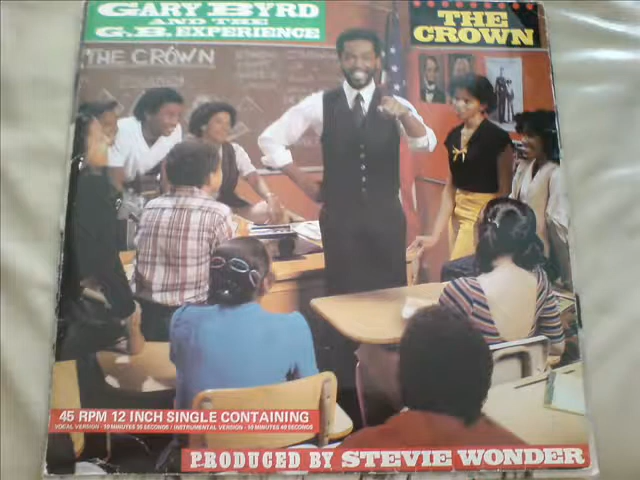 GARY BYRD
AND THE
G.B. EXPERIENCE
THE
CROWN
THE CROWN
45 RPM 12 INCH SINGLE CONTAINING
VOCAL VERSION - 10 MINUTES 35 SECONDS / INSTRUMENTAL VERSION - 10 MINUTES 40 SECONDS
PRODUCED BY STEVIE WONDER